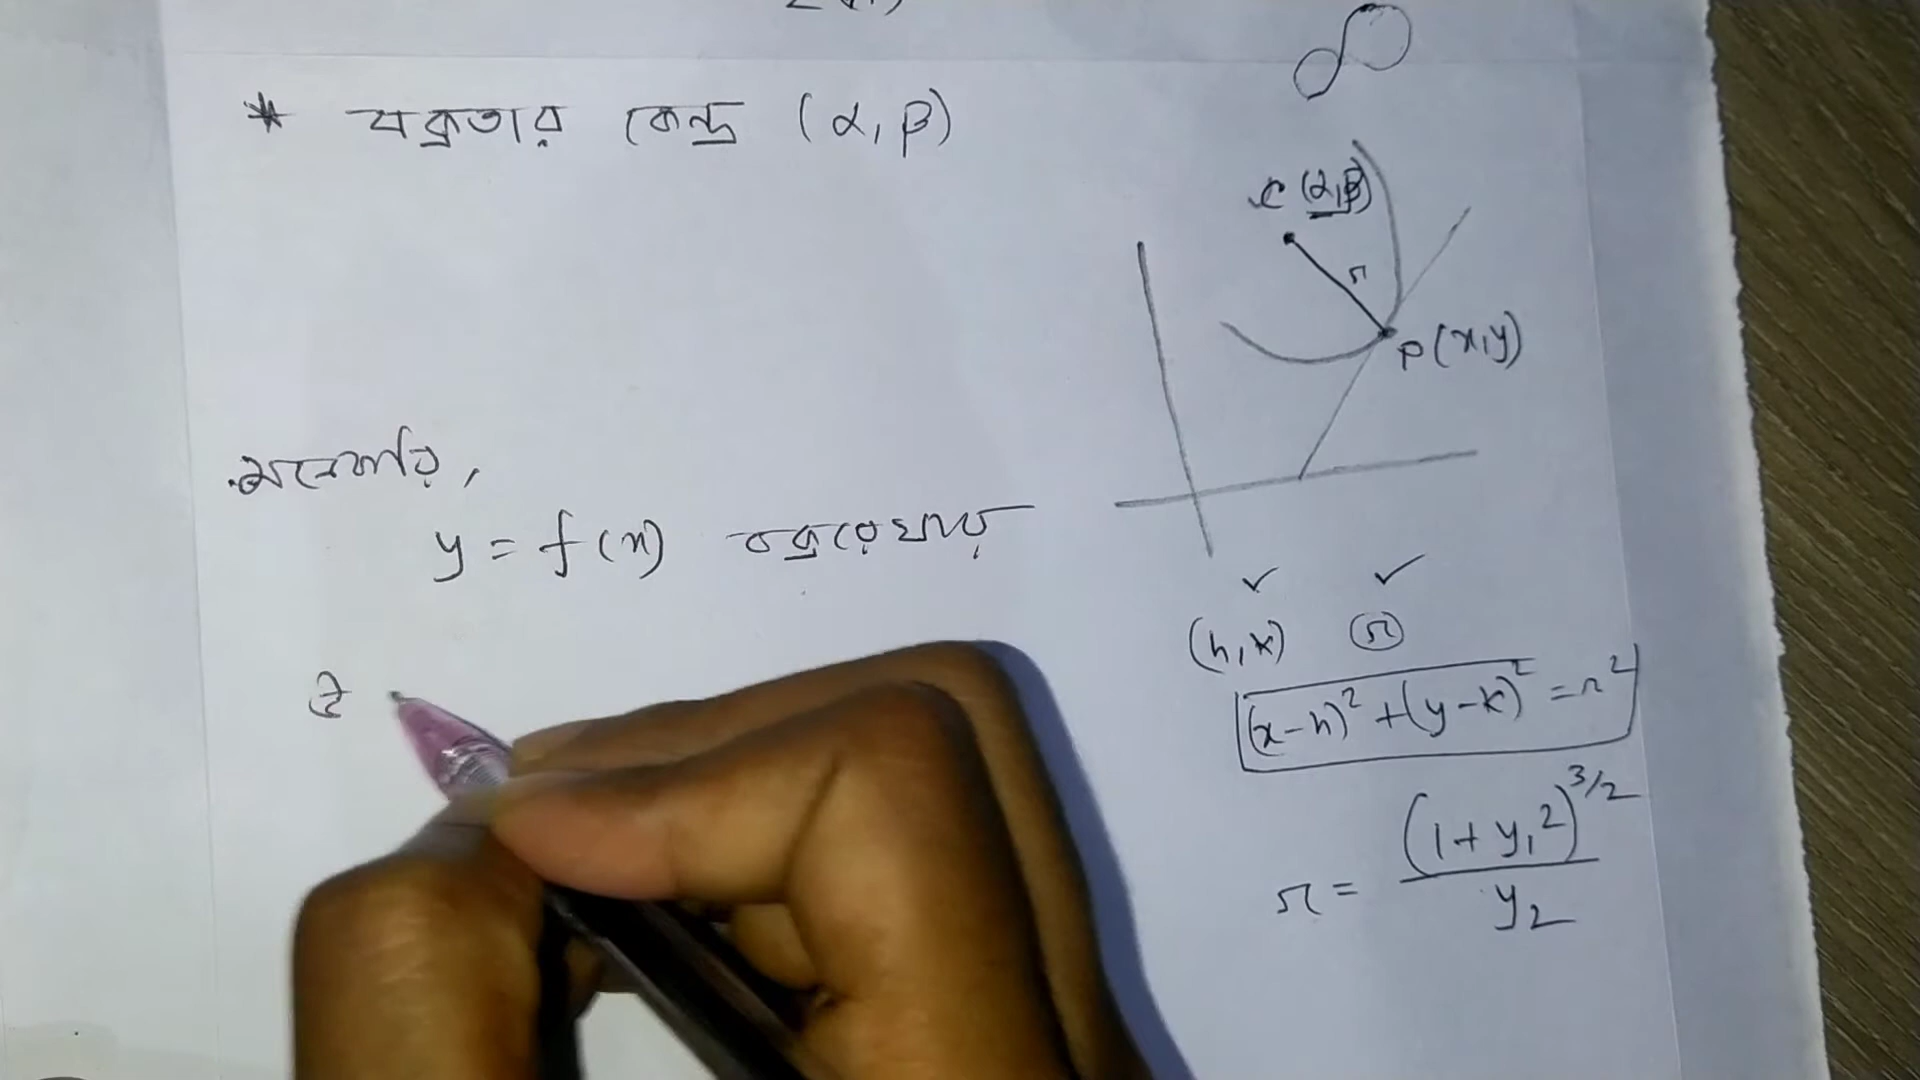 * বক্রতার কেন্দ্র (α, β)
C (α, β)
r
P(x, y)
মনেকরি,
y = f(x) বক্ররেখার
(h, k) r
(x-h)² + (y-k)² = r²
r = (1 + y₁²)^3/2 / y₂